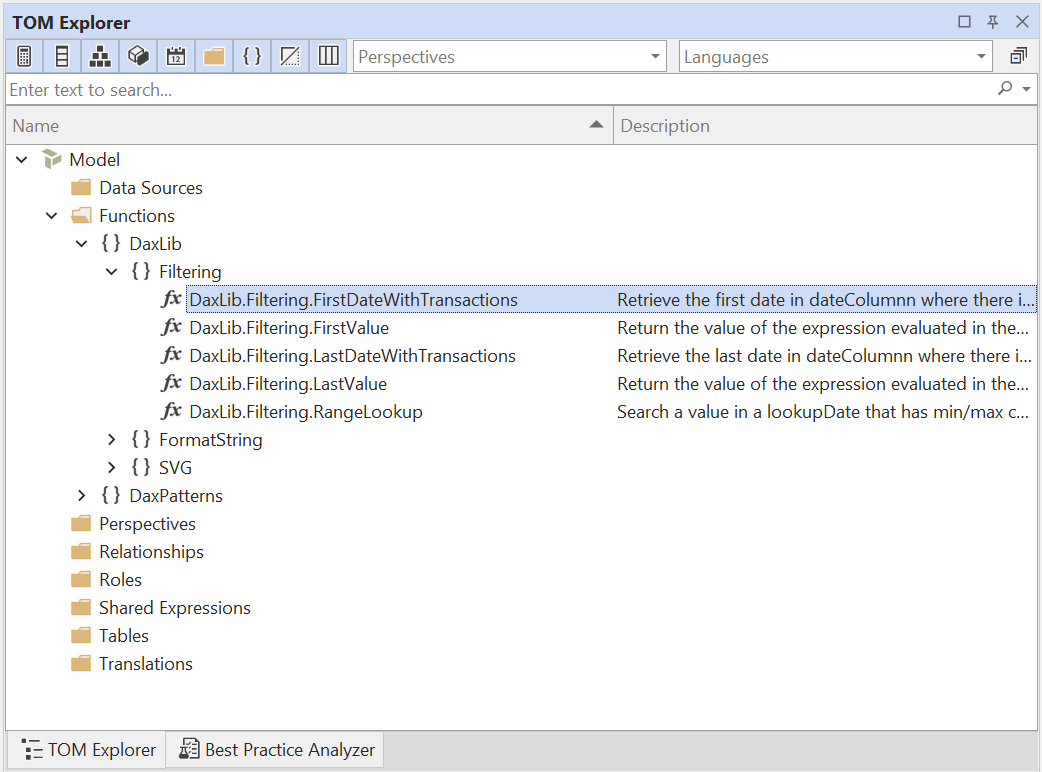 TOM Explorer
12 { } Perspectives Languages
Enter text to search...
Name Description
Model
Data Sources
Functions
{ } DaxLib
{ } Filtering
fx DaxLib.Filtering.FirstDateWithTransactions Retrieve the first date in dateColumnn where there i...
fx DaxLib.Filtering.FirstValue Return the value of the expression evaluated in the...
fx DaxLib.Filtering.LastDateWithTransactions Retrieve the last date in dateColumnn where there i...
fx DaxLib.Filtering.LastValue Return the value of the expression evaluated in the...
fx DaxLib.Filtering.RangeLookup Search a value in a lookupDate that has min/max c...
{ } FormatString
{ } SVG
{ } DaxPatterns
Perspectives
Relationships
Roles
Shared Expressions
Tables
Translations
TOM Explorer Best Practice Analyzer